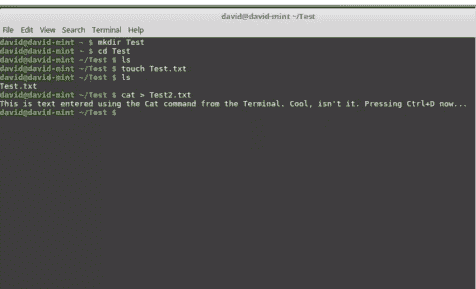 david@david-mint ~/Test
File Edit View Search Terminal Help
david@david-mint ~ $ mkdir Test
david@david-mint ~ $ cd Test
david@david-mint ~/Test $ ls
david@david-mint ~/Test $ touch Test.txt
david@david-mint ~/Test $ ls
Test.txt
david@david-mint ~/Test $ cat > Test2.txt
This is text entered using the Cat command from the Terminal. Cool, isn't it. Pressing Ctrl+D now...
david@david-mint ~/Test $